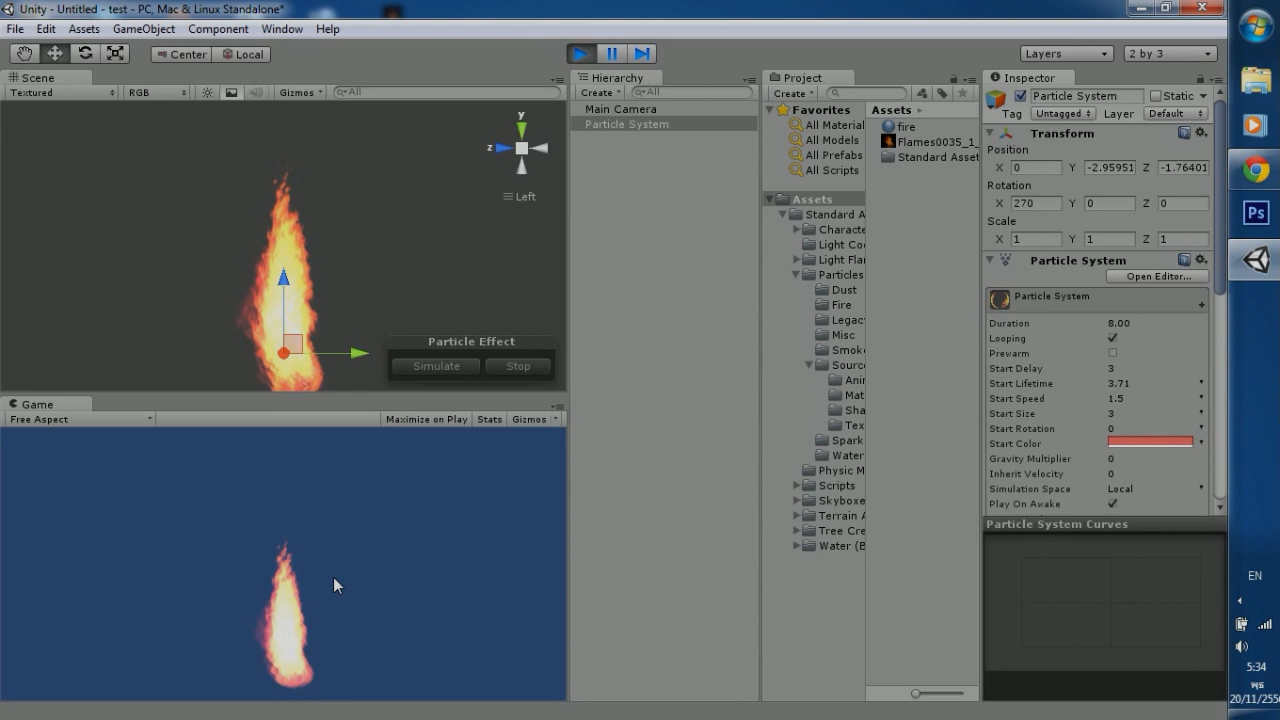 Unity - Untitled - test - PC, Mac & Linux Standalone*
File Edit Assets GameObject Component Window Help
Center Local
Layers
2 by 3
Scene
Textured RGB Gizmos All
y
z
Left
Particle Effect
Simulate Stop
Game
Free Aspect
Maximize on Play Stats Gizmos
Hierarchy
Create All
Main Camera
Particle System
Project
Create
Favorites
All Material
All Models
All Prefabs
All Scripts
Assets
Standard A
Characte
Light Coo
Light Flar
Particles
Dust
Fire
Legac
Misc
Smoke
Sourc
Anir
Mat
Sha
Tex
Spark
Water
Physic M
Scripts
Skyboxe
Terrain A
Tree Cre
Water (B
Assets
fire
Flames0035_1_
Standard Asset
Inspector
Particle System Static
Tag Untagged Layer Default
Transform
Position
X 0 Y -2.95951 Z -1.76401
Rotation
X 270 Y 0 Z 0
Scale
X 1 Y 1 Z 1
Particle System
Open Editor...
Particle System
Duration 8.00
Looping
Prewarm
Start Delay 3
Start Lifetime 3.71
Start Speed 1.5
Start Size 3
Start Rotation 0
Start Color
Gravity Multiplier 0
Inherit Velocity 0
Simulation Space Local
Play On Awake
Particle System Curves
Ps
EN
5:34
พุธ
20/11/255